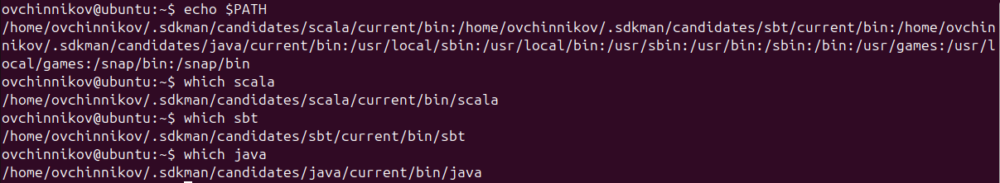 ovchinnikov@ubuntu:~$ echo $PATH
/home/ovchinnikov/.sdkman/candidates/scala/current/bin:/home/ovchinnikov/.sdkman/candidates/sbt/current/bin:/home/ovchin
nikov/.sdkman/candidates/java/current/bin:/usr/local/sbin:/usr/local/bin:/usr/sbin:/usr/bin:/sbin:/bin:/usr/games:/usr/l
ocal/games:/snap/bin:/snap/bin
ovchinnikov@ubuntu:~$ which scala
/home/ovchinnikov/.sdkman/candidates/scala/current/bin/scala
ovchinnikov@ubuntu:~$ which sbt
/home/ovchinnikov/.sdkman/candidates/sbt/current/bin/sbt
ovchinnikov@ubuntu:~$ which java
/home/ovchinnikov/.sdkman/candidates/java/current/bin/java